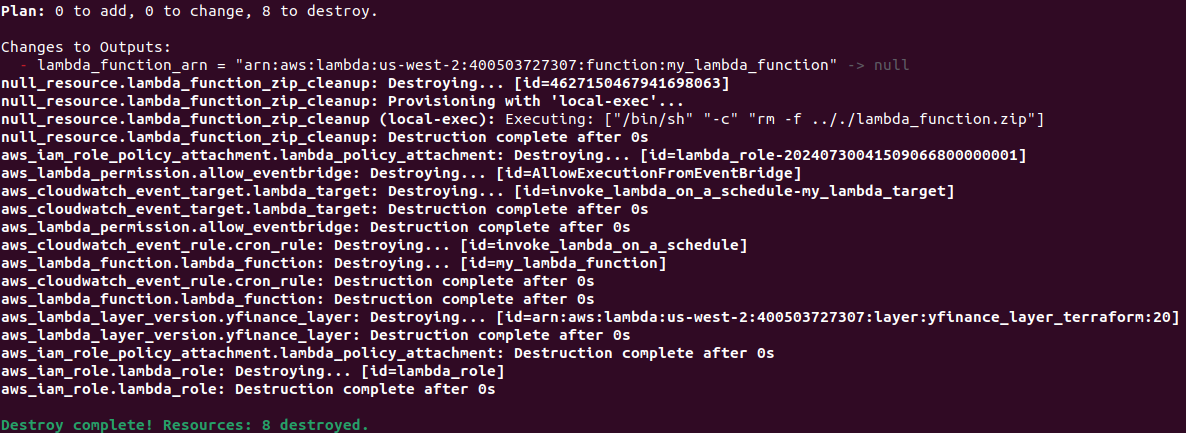 Plan: 0 to add, 0 to change, 8 to destroy.
Changes to Outputs:
- lambda_function_arn = "arn:aws:lambda:us-west-2:400503727307:function:my_lambda_function" -> null
null_resource.lambda_function_zip_cleanup: Destroying... [id=4627150467941698063]
null_resource.lambda_function_zip_cleanup: Provisioning with 'local-exec'...
null_resource.lambda_function_zip_cleanup (local-exec): Executing: ["/bin/sh" "-c" "rm -f .././lambda_function.zip"]
null_resource.lambda_function_zip_cleanup: Destruction complete after 0s
aws_iam_role_policy_attachment.lambda_policy_attachment: Destroying... [id=lambda_role-20240730041509066800000001]
aws_lambda_permission.allow_eventbridge: Destroying... [id=AllowExecutionFromEventBridge]
aws_cloudwatch_event_target.lambda_target: Destroying... [id=invoke_lambda_on_a_schedule-my_lambda_target]
aws_cloudwatch_event_target.lambda_target: Destruction complete after 0s
aws_lambda_permission.allow_eventbridge: Destruction complete after 0s
aws_cloudwatch_event_rule.cron_rule: Destroying... [id=invoke_lambda_on_a_schedule]
aws_lambda_function.lambda_function: Destroying... [id=my_lambda_function]
aws_cloudwatch_event_rule.cron_rule: Destruction complete after 0s
aws_lambda_function.lambda_function: Destruction complete after 0s
aws_lambda_layer_version.yfinance_layer: Destroying... [id=arn:aws:lambda:us-west-2:400503727307:layer:yfinance_layer_terraform:20]
aws_lambda_layer_version.yfinance_layer: Destruction complete after 0s
aws_iam_role_policy_attachment.lambda_policy_attachment: Destruction complete after 0s
aws_iam_role.lambda_role: Destroying... [id=lambda_role]
aws_iam_role.lambda_role: Destruction complete after 0s
Destroy complete! Resources: 8 destroyed.